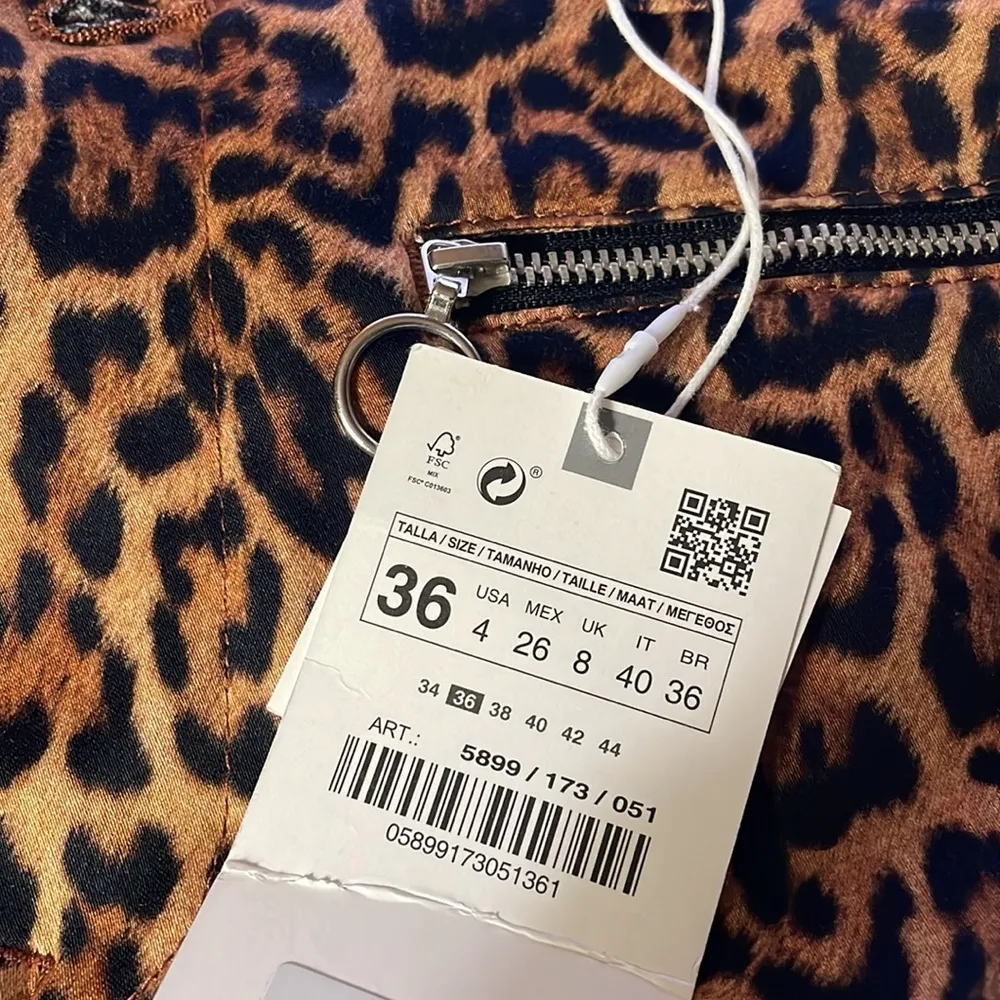 FSC®
MIX
FSC® C013603
®
TALLA / SIZE / TAMANHO / TAILLE / MAAT / ΜΕΓΕΘΟΣ
36 USA MEX UK IT BR
4 26 8 40 36
34 36 38 40 42 44
ART.: 5899 / 173 / 051
05899173051361